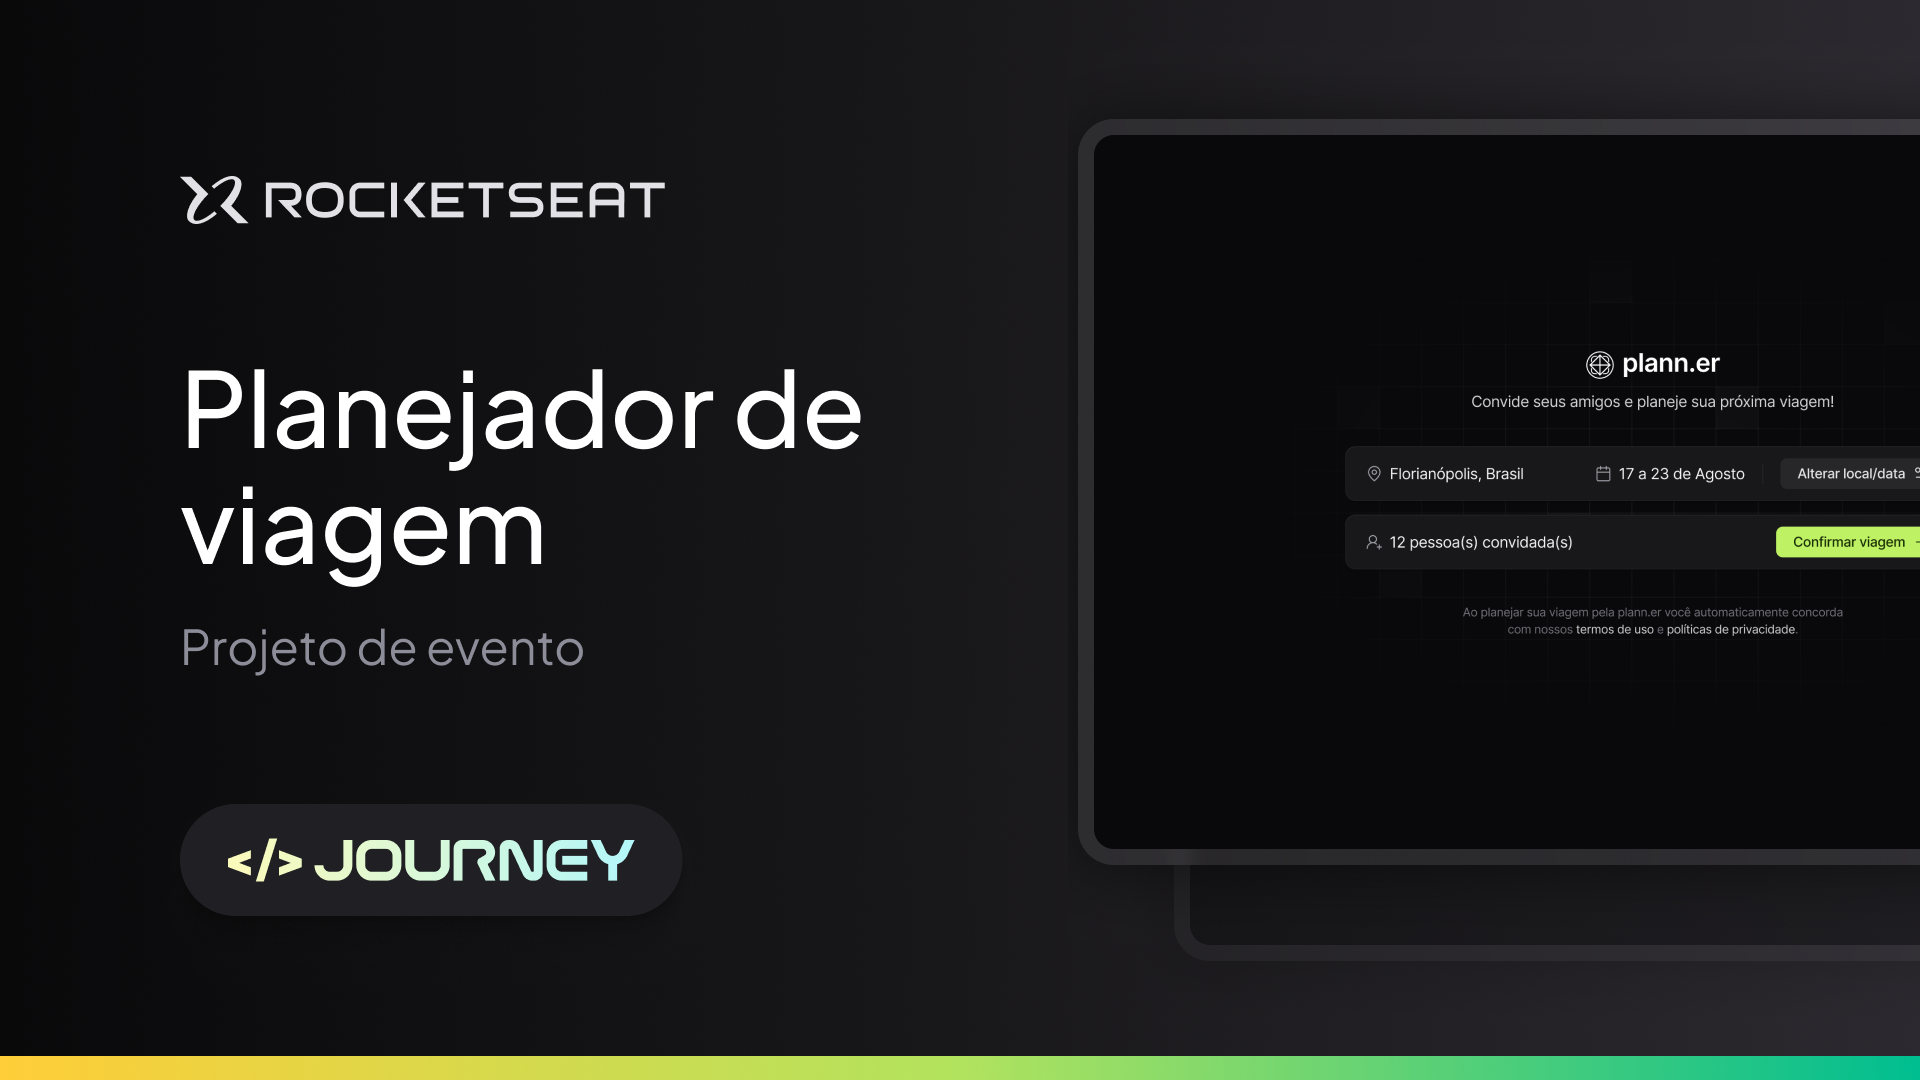 ROCKETSEAT
Planejador de
viagem
Projeto de evento
</> JOURNEY
plann.er
Convide seus amigos e planeje sua próxima viagem!
Florianópolis, Brasil
17 a 23 de Agosto
Alterar local/data
12 pessoa(s) convidada(s)
Confirmar viagem
Ao planejar sua viagem pela plann.er você automaticamente concorda
com nossos termos de uso e políticas de privacidade.